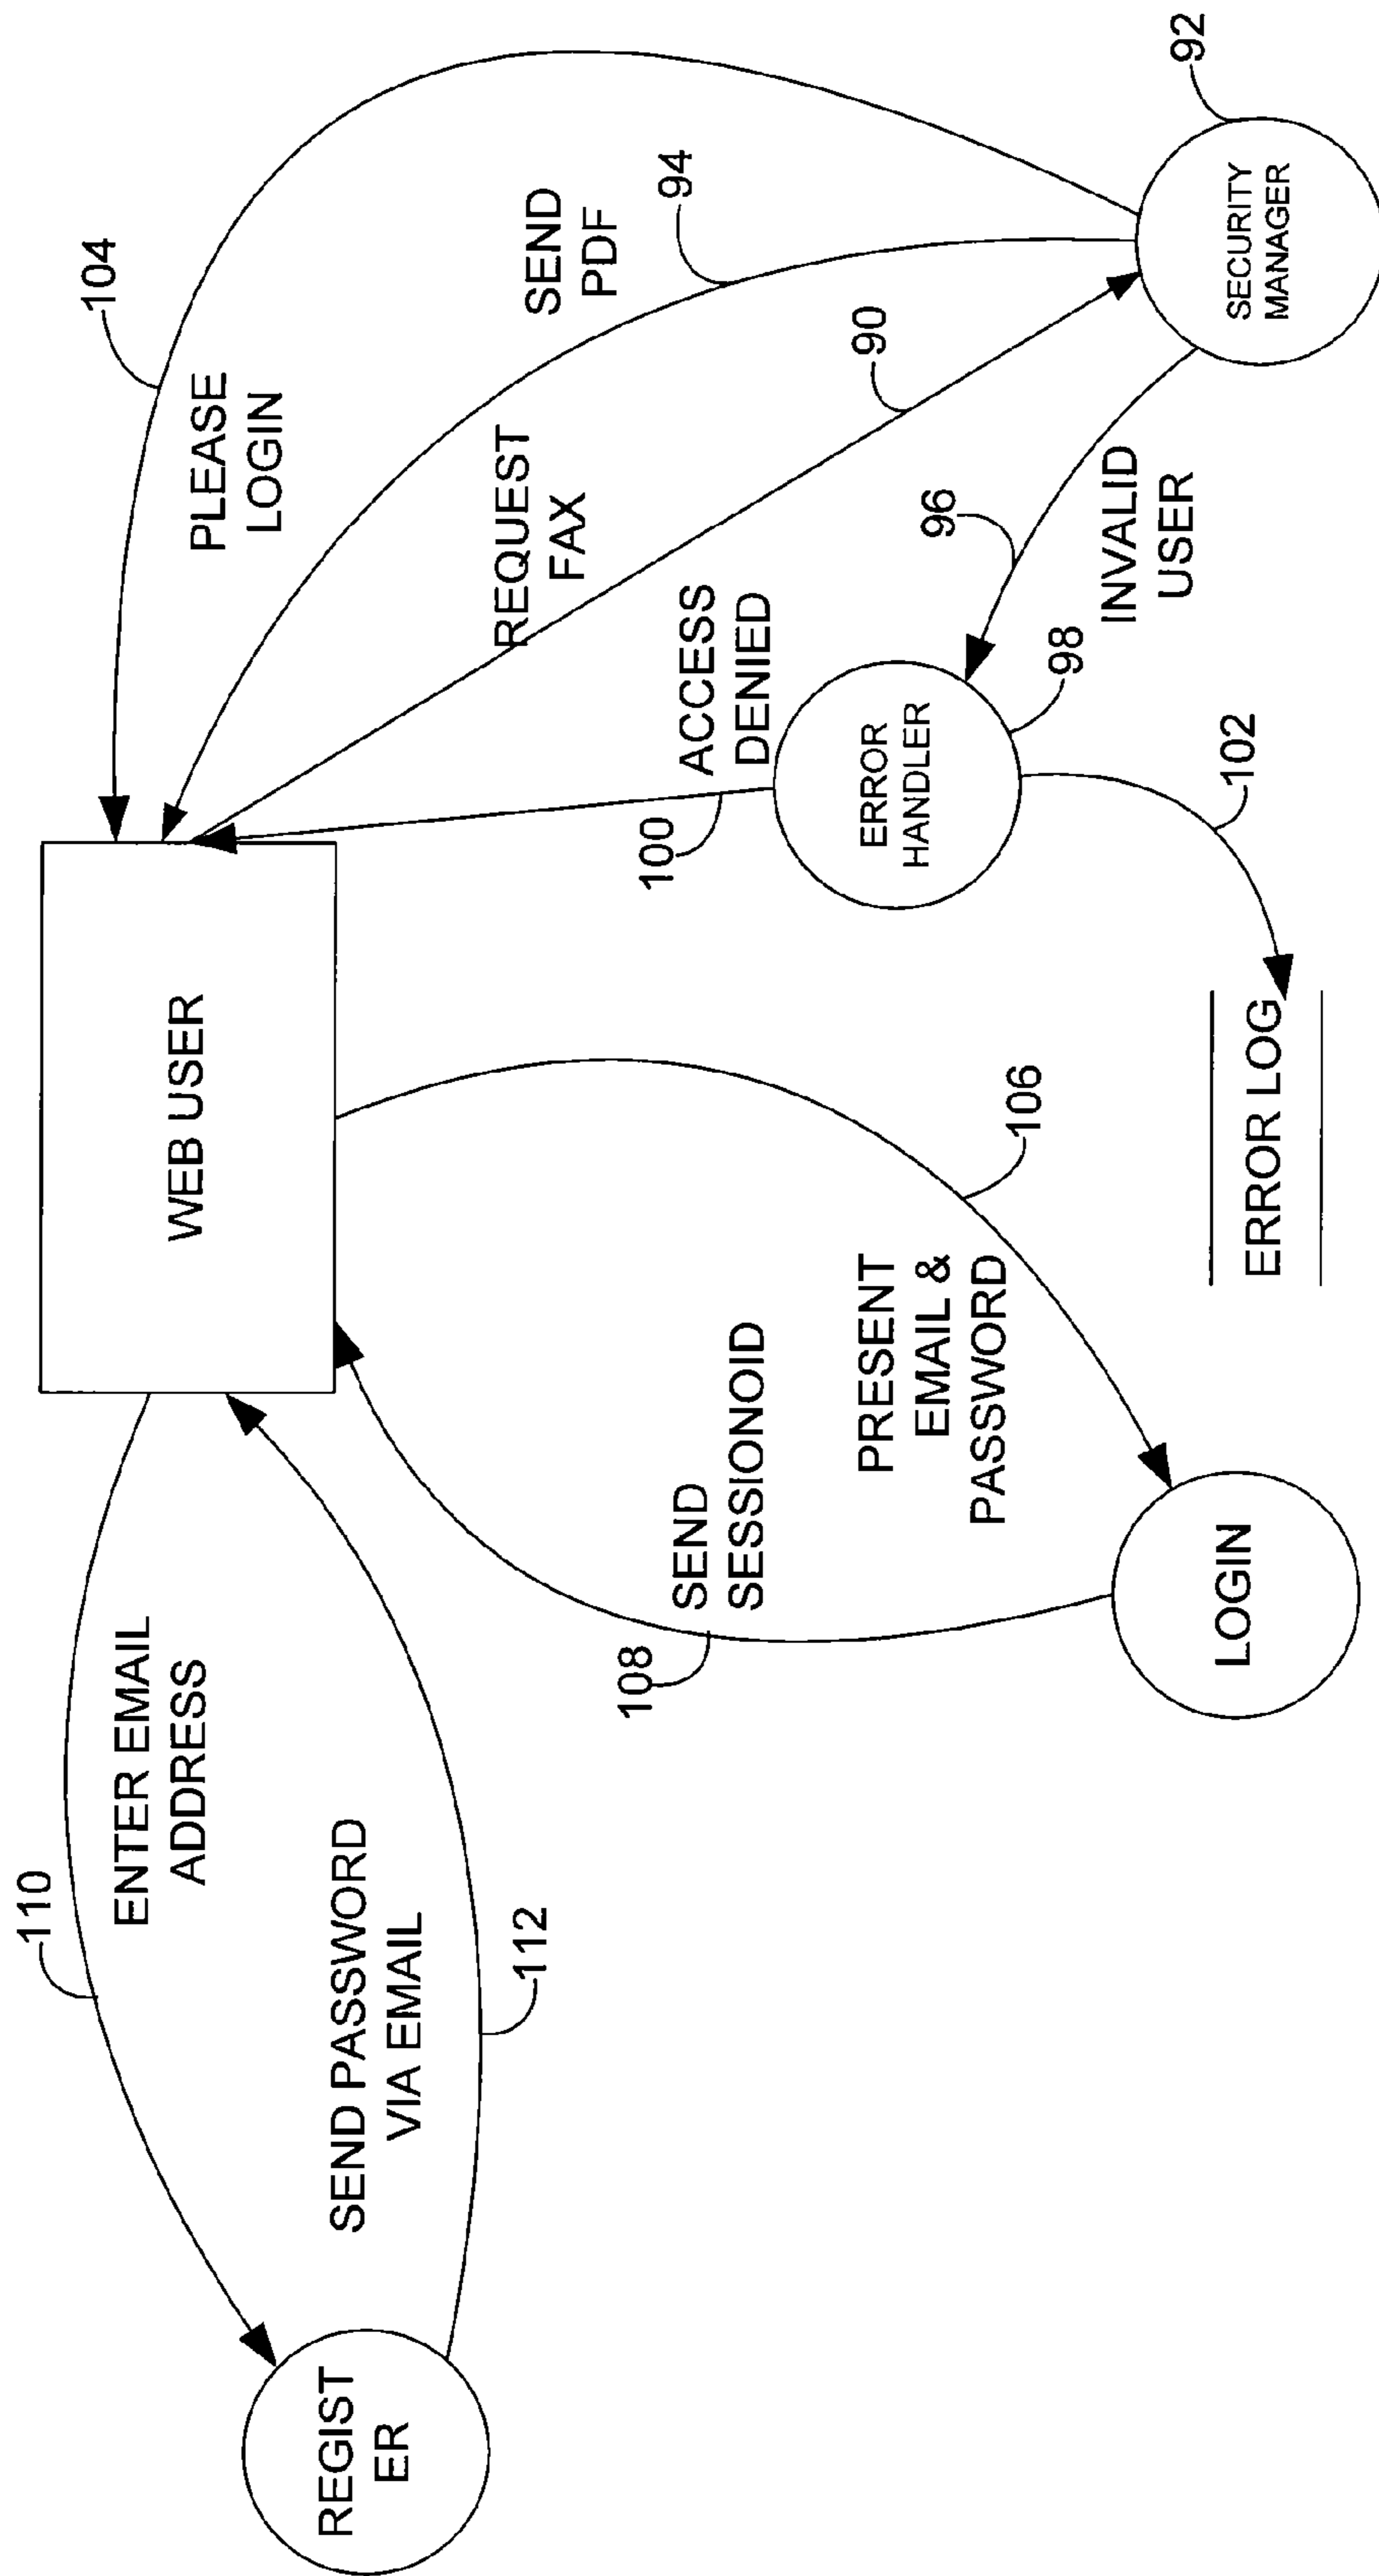 104
PLEASE
LOGIN
SEND
PDF
94
REQUEST
FAX
90
92
SECURITY
MANAGER
96
INVALID
USER
ACCESS
DENIED
100
ERROR
HANDLER
98
102
ERROR LOG
WEB USER
106
PRESENT
EMAIL &
PASSWORD
SEND
SESSIONOID
108
LOGIN
110
ENTER EMAIL
ADDRESS
SEND PASSWORD
VIA EMAIL
112
REGIST
ER